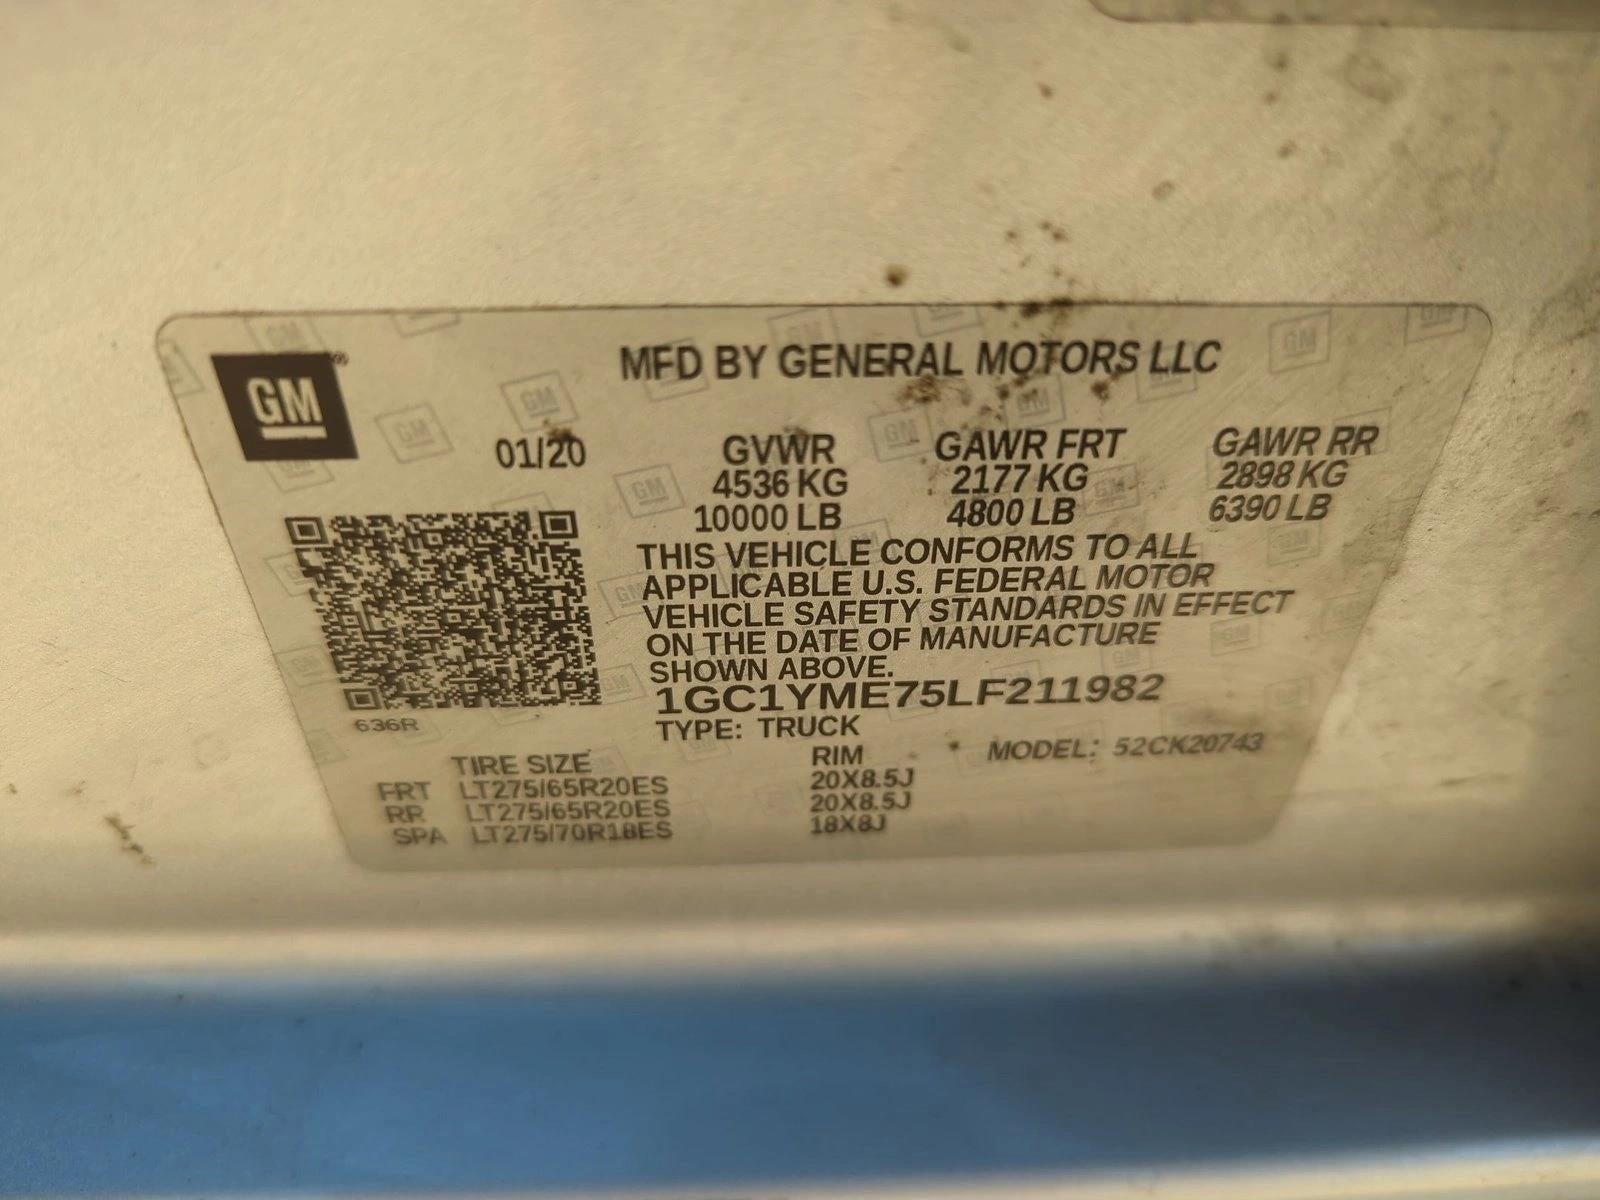 GM
MFD BY GENERAL MOTORS LLC
01/20 GVWR GAWR FRT GAWR RR
4536 KG 2177 KG 2898 KG
10000 LB 4800 LB 6390 LB
THIS VEHICLE CONFORMS TO ALL
APPLICABLE U.S. FEDERAL MOTOR
VEHICLE SAFETY STANDARDS IN EFFECT
ON THE DATE OF MANUFACTURE
SHOWN ABOVE.
1GC1YME75LF211982
636R
TYPE: TRUCK
TIRE SIZE RIM MODEL: 52CK20743
FRT LT275/65R20ES 20X8.5J
RR LT275/65R20ES 20X8.5J
SPA LT275/70R18ES 18X8J